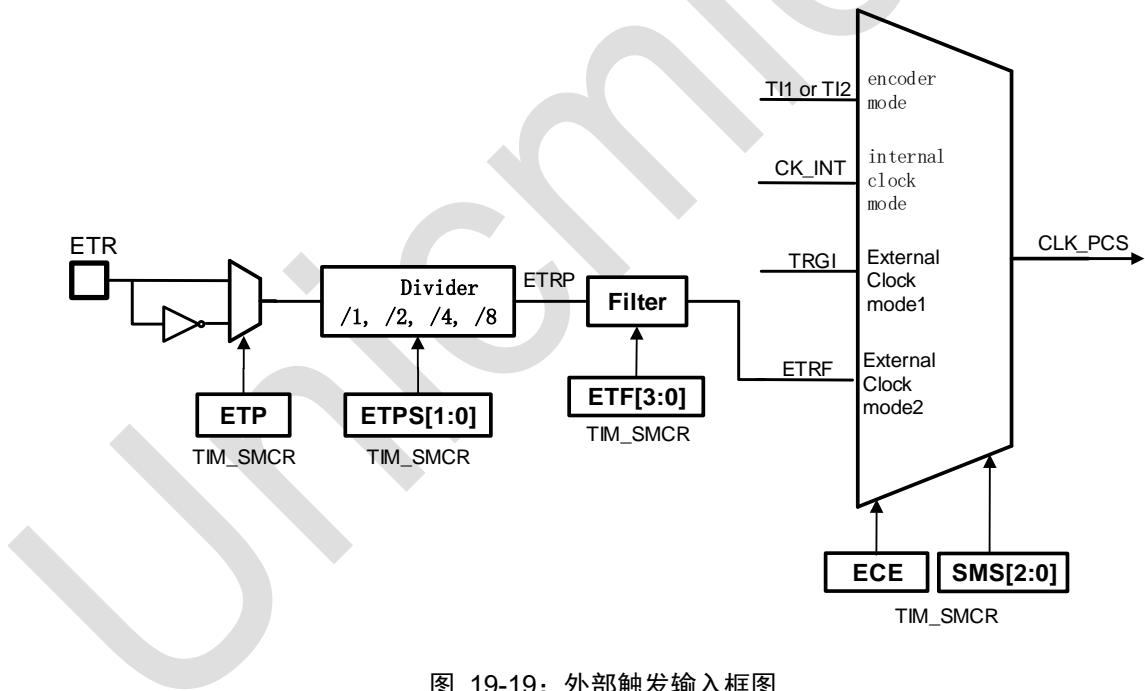 TI1 or TI2
encoder
mode
CK_INT
internal
clock
mode
ETR
TRGI
External
Clock
mode1
CLK_PCS
Divider
/1, /2, /4, /8
ETRP
Filter
ETRF
External
Clock
mode2
ETP
TIM_SMCR
ETPS[1:0]
TIM_SMCR
ETF[3:0]
TIM_SMCR
ECE
SMS[2:0]
TIM_SMCR
图 19-19：外部触发输入框图